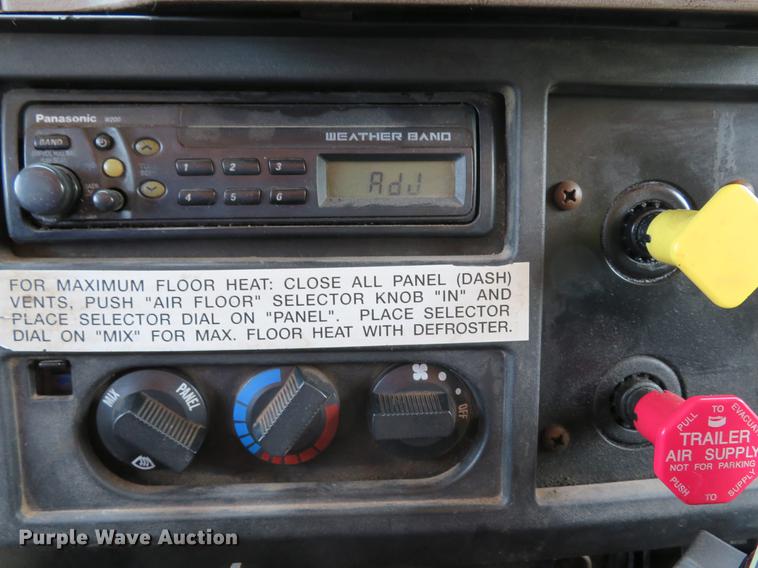 Panasonic W200
WEATHER BAND
BAND
1 2 3
4 5 6
AdJ
FOR MAXIMUM FLOOR HEAT: CLOSE ALL PANEL (DASH)
VENTS, PUSH "AIR FLOOR" SELECTOR KNOB "IN" AND
PLACE SELECTOR DIAL ON "PANEL". PLACE SELECTOR
DIAL ON "MIX" FOR MAX. FLOOR HEAT WITH DEFROSTER.
MIX PANEL
OFF
PULL TO EVACUATE
TRAILER
AIR SUPPLY
NOT FOR PARKING
PUSH TO SUPPLY
Purple Wave Auction